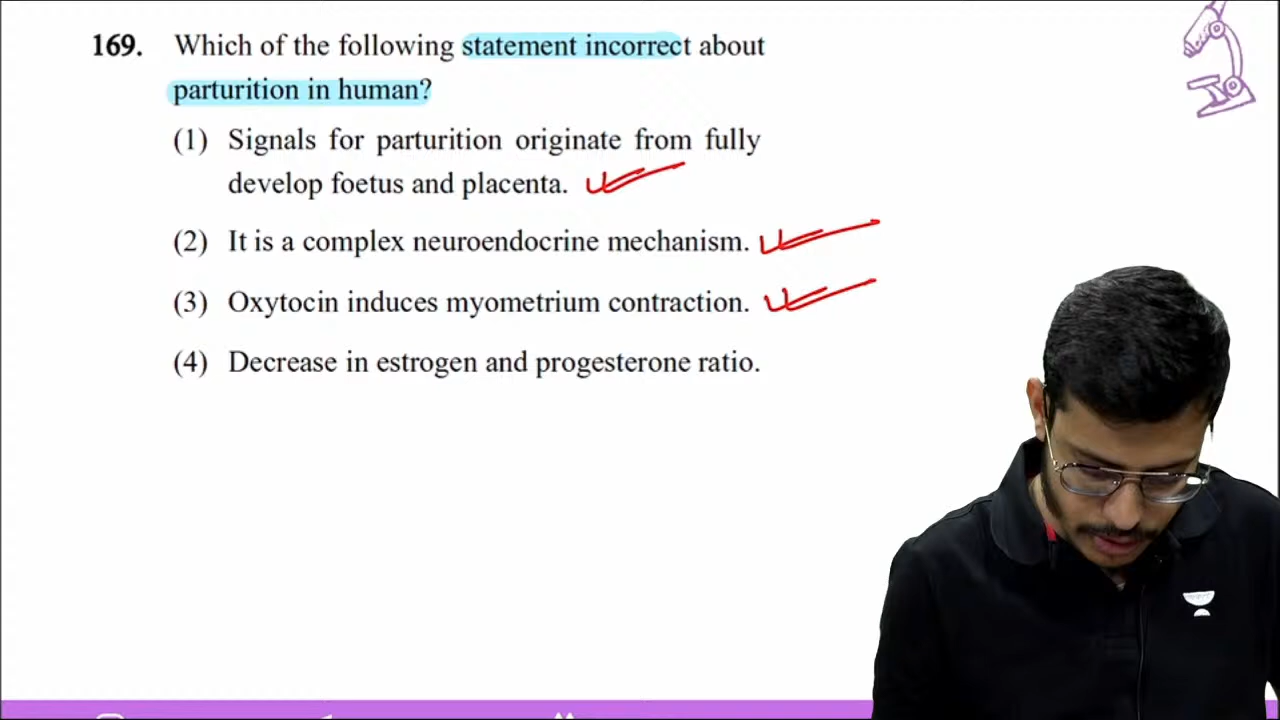 169. Which of the following statement incorrect about
parturition in human?
(1) Signals for parturition originate from fully
develop foetus and placenta.
(2) It is a complex neuroendocrine mechanism.
(3) Oxytocin induces myometrium contraction.
(4) Decrease in estrogen and progesterone ratio.